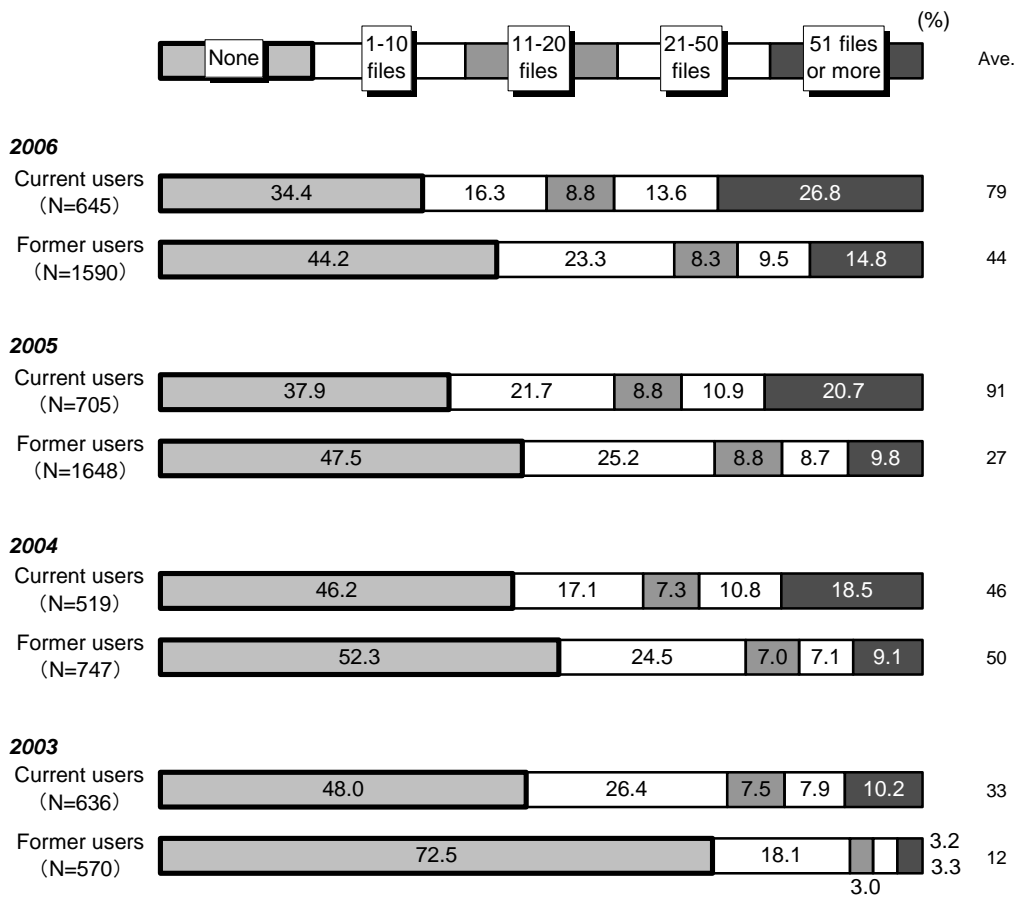 (%)
None
1-10
files
11-20
files
21-50
files
51 files
or more
Ave.
2006
Current users
(N=645)
34.4 16.3 8.8 13.6 26.8 79
Former users
(N=1590)
44.2 23.3 8.3 9.5 14.8 44
2005
Current users
(N=705)
37.9 21.7 8.8 10.9 20.7 91
Former users
(N=1648)
47.5 25.2 8.8 8.7 9.8 27
2004
Current users
(N=519)
46.2 17.1 7.3 10.8 18.5 46
Former users
(N=747)
52.3 24.5 7.0 7.1 9.1 50
2003
Current users
(N=636)
48.0 26.4 7.5 7.9 10.2 33
Former users
(N=570)
72.5 18.1 3.2 12
3.3
3.0